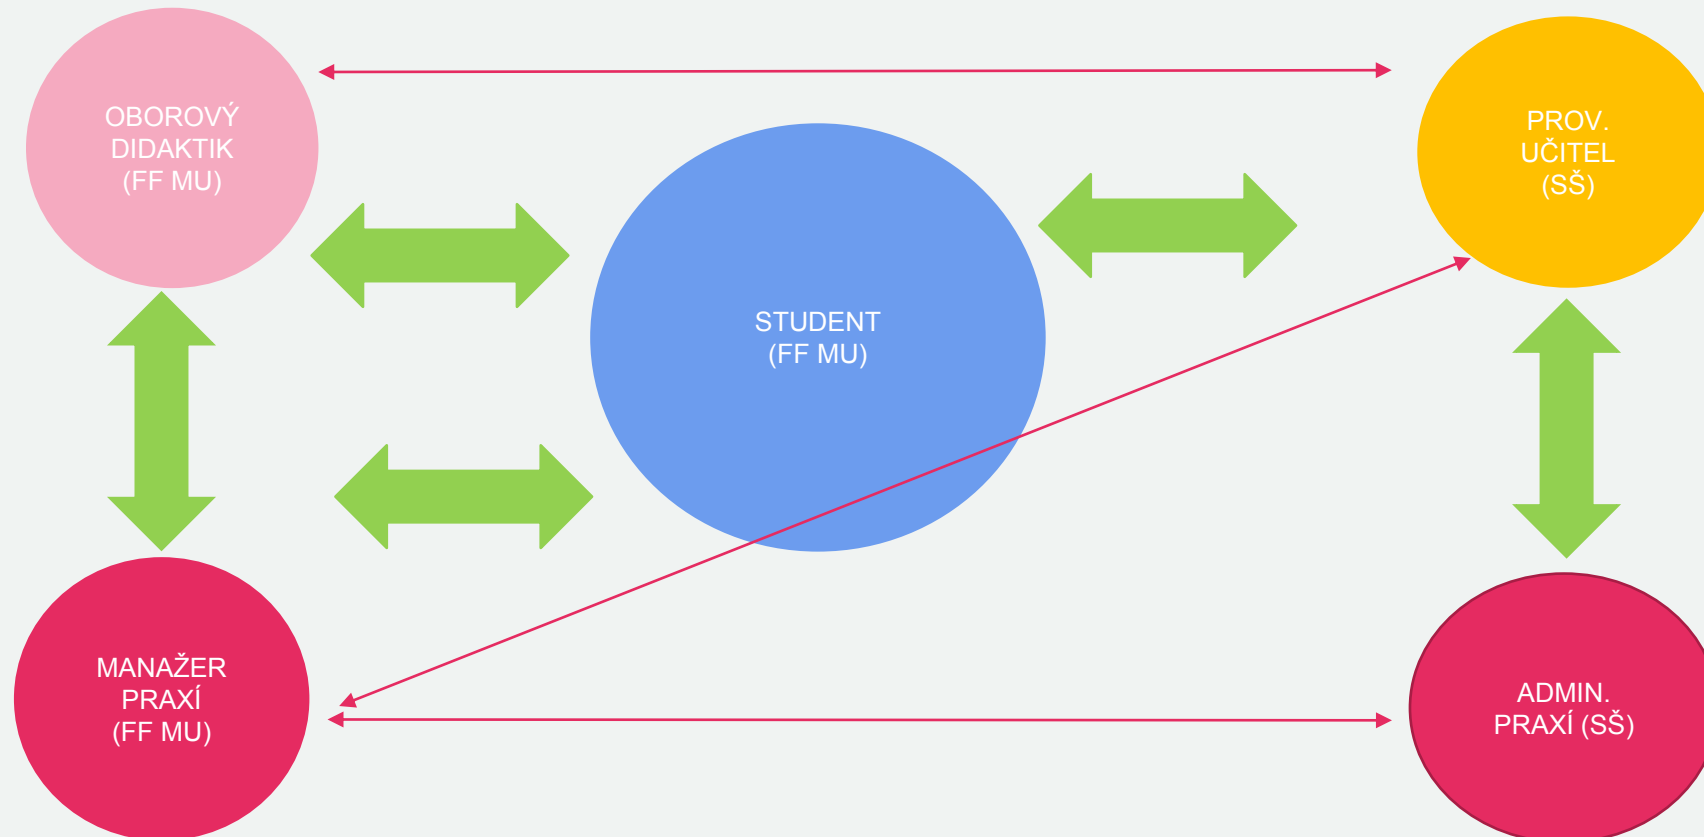 OBOROVÝ
DIDAKTIK
(FF MU)
PROV.
UČITEL
(SŠ)
STUDENT
(FF MU)
MANAŽER
PRAXÍ
(FF MU)
ADMIN.
PRAXÍ (SŠ)